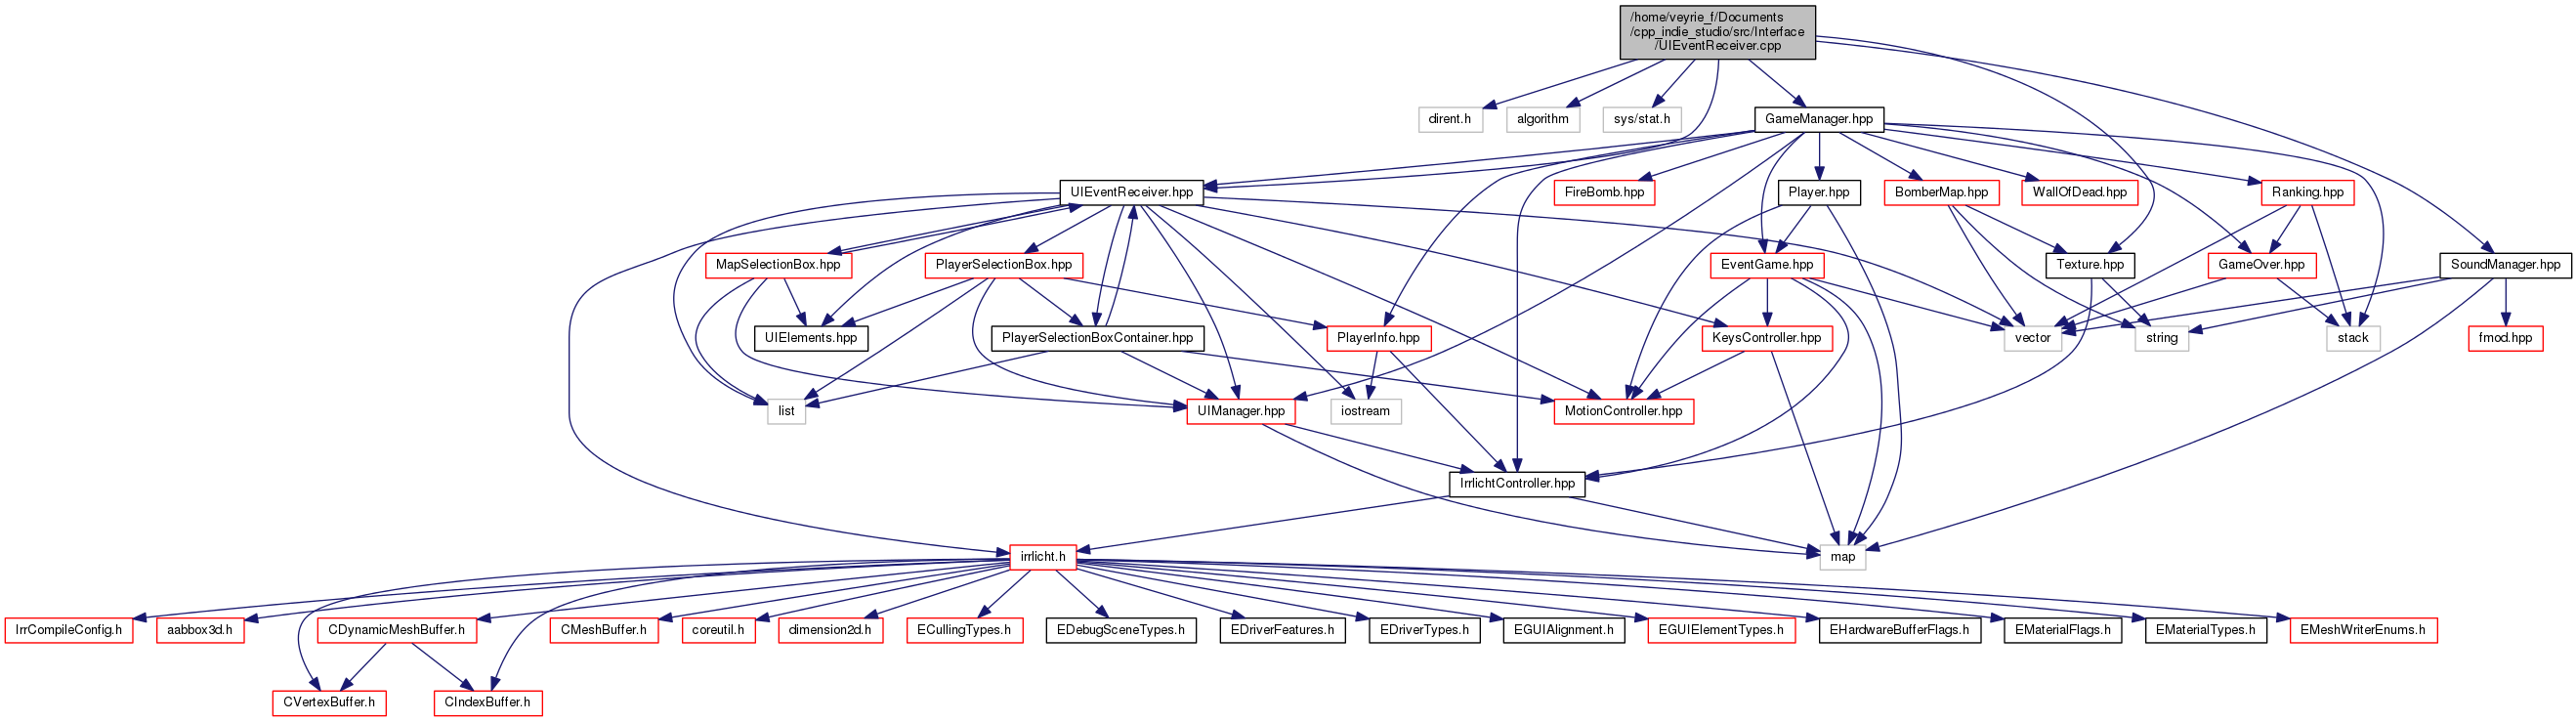 /home/veyrie_f/Documents
/cpp_indie_studio/src/Interface
/UIEventReceiver.cpp
dirent.h
algorithm
sys/stat.h
GameManager.hpp
UIEventReceiver.hpp
FireBomb.hpp
Player.hpp
BomberMap.hpp
WallOfDead.hpp
Ranking.hpp
MapSelectionBox.hpp
PlayerSelectionBox.hpp
EventGame.hpp
Texture.hpp
GameOver.hpp
SoundManager.hpp
UIElements.hpp
PlayerSelectionBoxContainer.hpp
PlayerInfo.hpp
KeysController.hpp
vector
string
stack
fmod.hpp
list
UIManager.hpp
iostream
MotionController.hpp
IrrlichtController.hpp
irrlicht.h
map
IrrCompileConfig.h
aabbox3d.h
CDynamicMeshBuffer.h
CMeshBuffer.h
coreutil.h
dimension2d.h
ECullingTypes.h
EDebugSceneTypes.h
EDriverFeatures.h
EDriverTypes.h
EGUIAlignment.h
EGUIElementTypes.h
EHardwareBufferFlags.h
EMaterialFlags.h
EMaterialTypes.h
EMeshWriterEnums.h
CVertexBuffer.h
CIndexBuffer.h